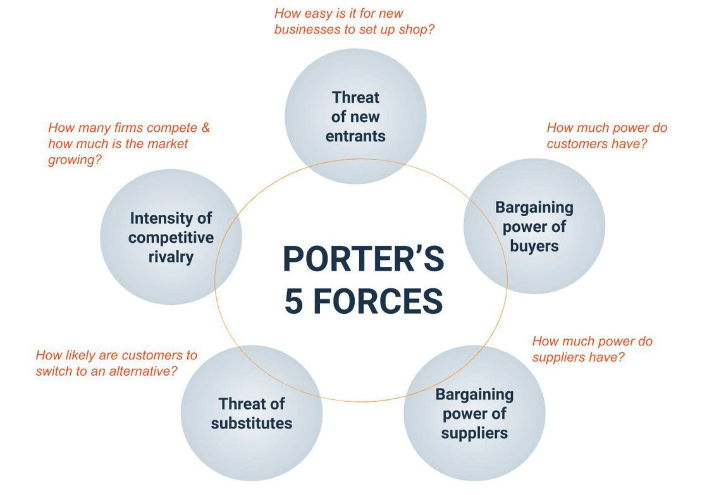 How easy is it for new
businesses to set up shop?
Threat
of new
entrants
How many firms compete &
how much is the market
growing?
Intensity of
competitive
rivalry
How much power do
customers have?
Bargaining
power of
buyers
PORTER’S
5 FORCES
How likely are customers to
switch to an alternative?
Threat of
substitutes
How much power do
suppliers have?
Bargaining
power of
suppliers